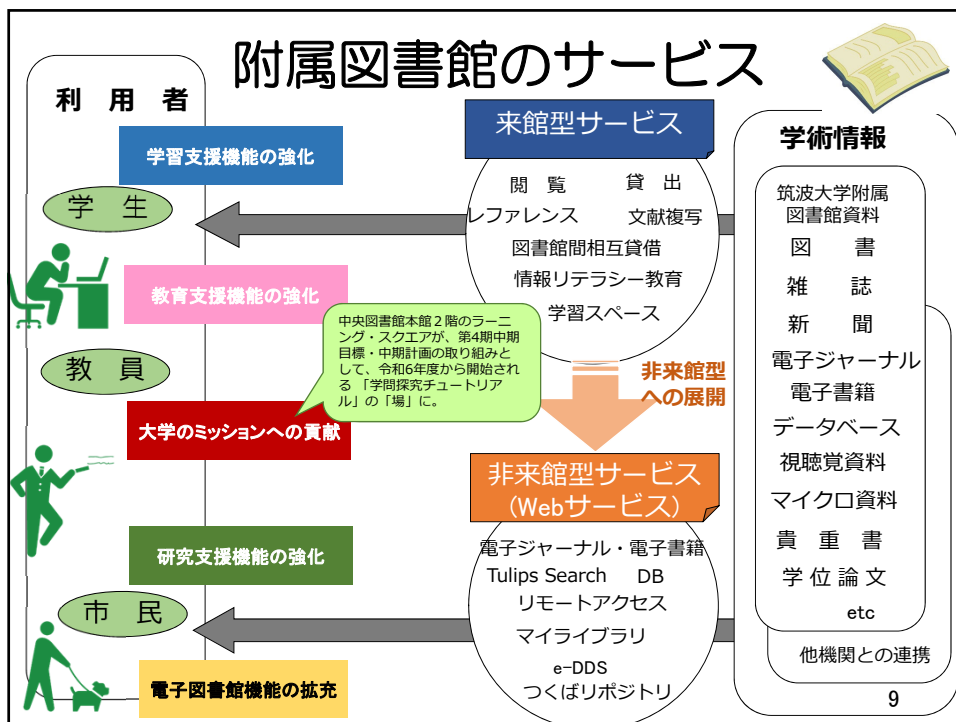 附属図書館のサービス
利 用 者
学習支援機能の強化
学 生
教育支援機能の強化
教 員
中央図書館本館２階のラーニ
ング・スクエアが、第4期中期
目標・中期計画の取り組みと
して、令和6年度から開始され
る 「学問探究チュートリア
ル」の「場」に。
大学のミッションへの貢献
研究支援機能の強化
市 民
電子図書館機能の拡充
来館型サービス
閲 覧 貸 出
レファレンス 文献複写
図書館間相互貸借
情報リテラシー教育
学習スペース
非来館型
への展開
非来館型サービス
(Webサービス)
電子ジャーナル・電子書籍
Tulips Search DB
リモートアクセス
マイライブラリ
e-DDS
つくばリポジトリ
学術情報
筑波大学附属
図書館資料
図 書
雑 誌
新 聞
電子ジャーナル
電子書籍
データベース
視聴覚資料
マイクロ資料
貴 重 書
学 位 論 文
etc
他機関との連携
9